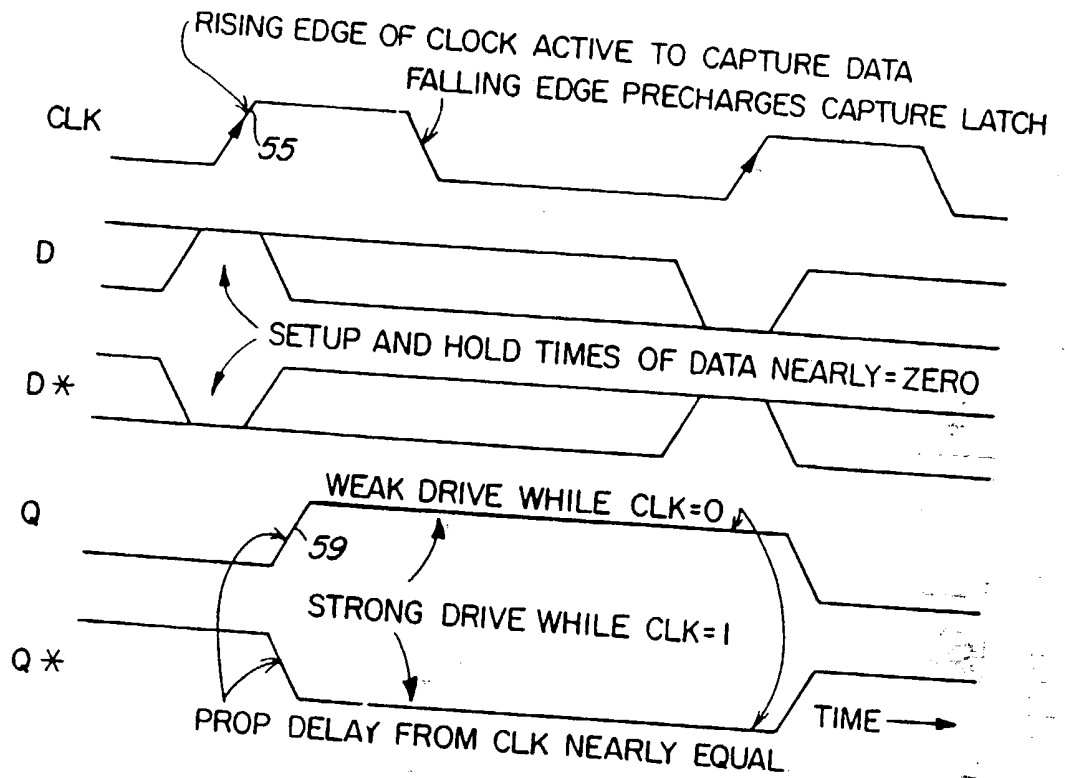 RISING EDGE OF CLOCK ACTIVE TO CAPTURE DATA
FALLING EDGE PRECHARGES CAPTURE LATCH
CLK
55
D
SETUP AND HOLD TIMES OF DATA NEARLY=ZERO
D*
WEAK DRIVE WHILE CLK=0
Q
59
STRONG DRIVE WHILE CLK=1
Q*
TIME
PROP DELAY FROM CLK NEARLY EQUAL